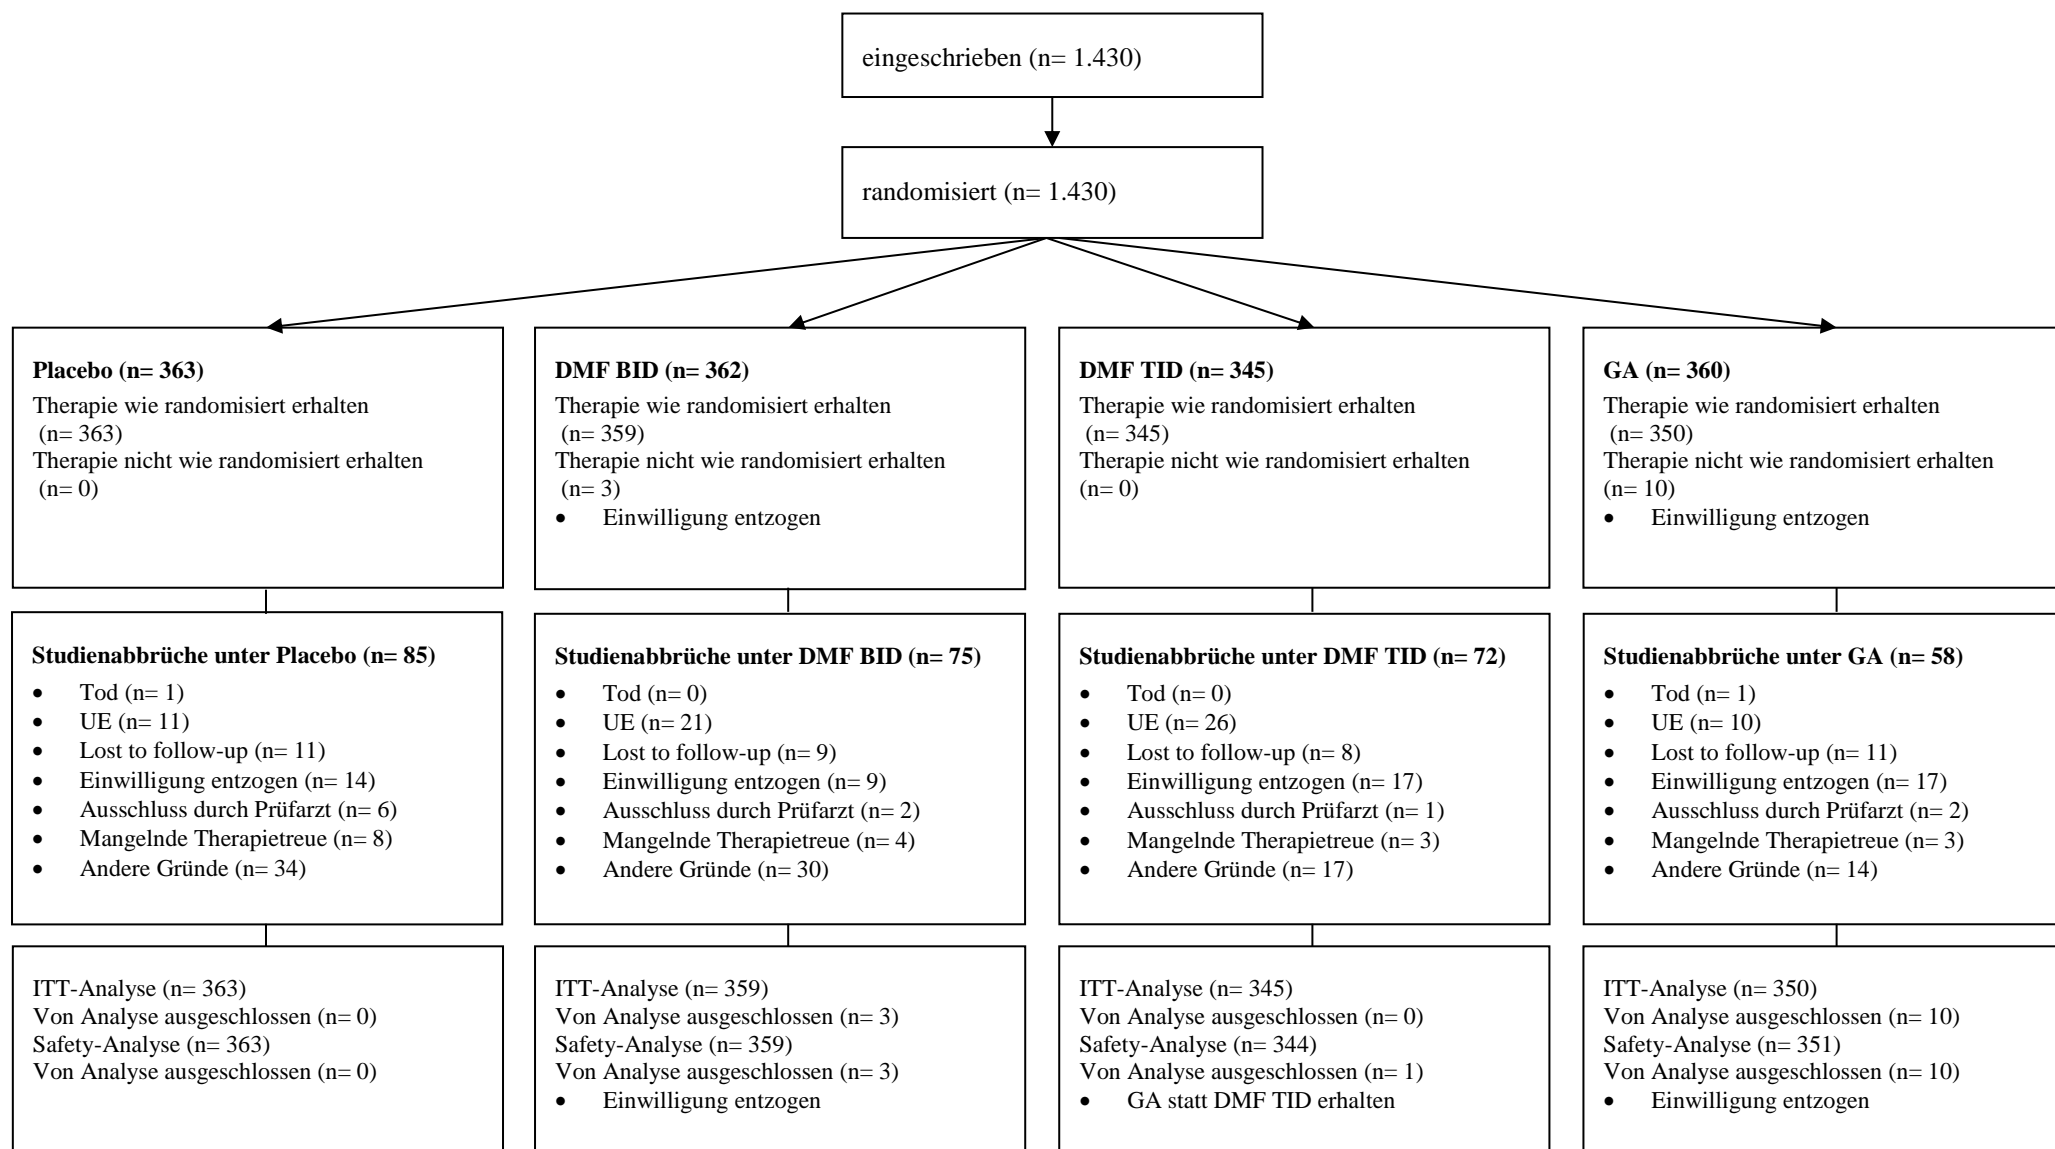 eingeschrieben (n= 1.430)
randomisiert (n= 1.430)
Placebo (n= 363)
Therapie wie randomisiert erhalten
(n= 363)
Therapie nicht wie randomisiert erhalten
(n= 0)
DMF BID (n= 362)
Therapie wie randomisiert erhalten
(n= 359)
Therapie nicht wie randomisiert erhalten
(n= 3)
• Einwilligung entzogen
DMF TID (n= 345)
Therapie wie randomisiert erhalten
(n= 345)
Therapie nicht wie randomisiert erhalten
(n= 0)
GA (n= 360)
Therapie wie randomisiert erhalten
(n= 350)
Therapie nicht wie randomisiert erhalten
(n= 10)
• Einwilligung entzogen
Studienabbrüche unter Placebo (n= 85)
• Tod (n= 1)
• UE (n= 11)
• Lost to follow-up (n= 11)
• Einwilligung entzogen (n= 14)
• Ausschluss durch Prüfarzt (n= 6)
• Mangelnde Therapietreue (n= 8)
• Andere Gründe (n= 34)
Studienabbrüche unter DMF BID (n= 75)
• Tod (n= 0)
• UE (n= 21)
• Lost to follow-up (n= 9)
• Einwilligung entzogen (n= 9)
• Ausschluss durch Prüfarzt (n= 2)
• Mangelnde Therapietreue (n= 4)
• Andere Gründe (n= 30)
Studienabbrüche unter DMF TID (n= 72)
• Tod (n= 0)
• UE (n= 26)
• Lost to follow-up (n= 8)
• Einwilligung entzogen (n= 17)
• Ausschluss durch Prüfarzt (n= 1)
• Mangelnde Therapietreue (n= 3)
• Andere Gründe (n= 17)
Studienabbrüche unter GA (n= 58)
• Tod (n= 1)
• UE (n= 10)
• Lost to follow-up (n= 11)
• Einwilligung entzogen (n= 17)
• Ausschluss durch Prüfarzt (n= 2)
• Mangelnde Therapietreue (n= 3)
• Andere Gründe (n= 14)
ITT-Analyse (n= 363)
Von Analyse ausgeschlossen (n= 0)
Safety-Analyse (n= 363)
Von Analyse ausgeschlossen (n= 0)
ITT-Analyse (n= 359)
Von Analyse ausgeschlossen (n= 3)
Safety-Analyse (n= 359)
Von Analyse ausgeschlossen (n= 3)
• Einwilligung entzogen
ITT-Analyse (n= 345)
Von Analyse ausgeschlossen (n= 0)
Safety-Analyse (n= 344)
Von Analyse ausgeschlossen (n= 1)
• GA statt DMF TID erhalten
ITT-Analyse (n= 350)
Von Analyse ausgeschlossen (n= 10)
Safety-Analyse (n= 351)
Von Analyse ausgeschlossen (n= 10)
• Einwilligung entzogen